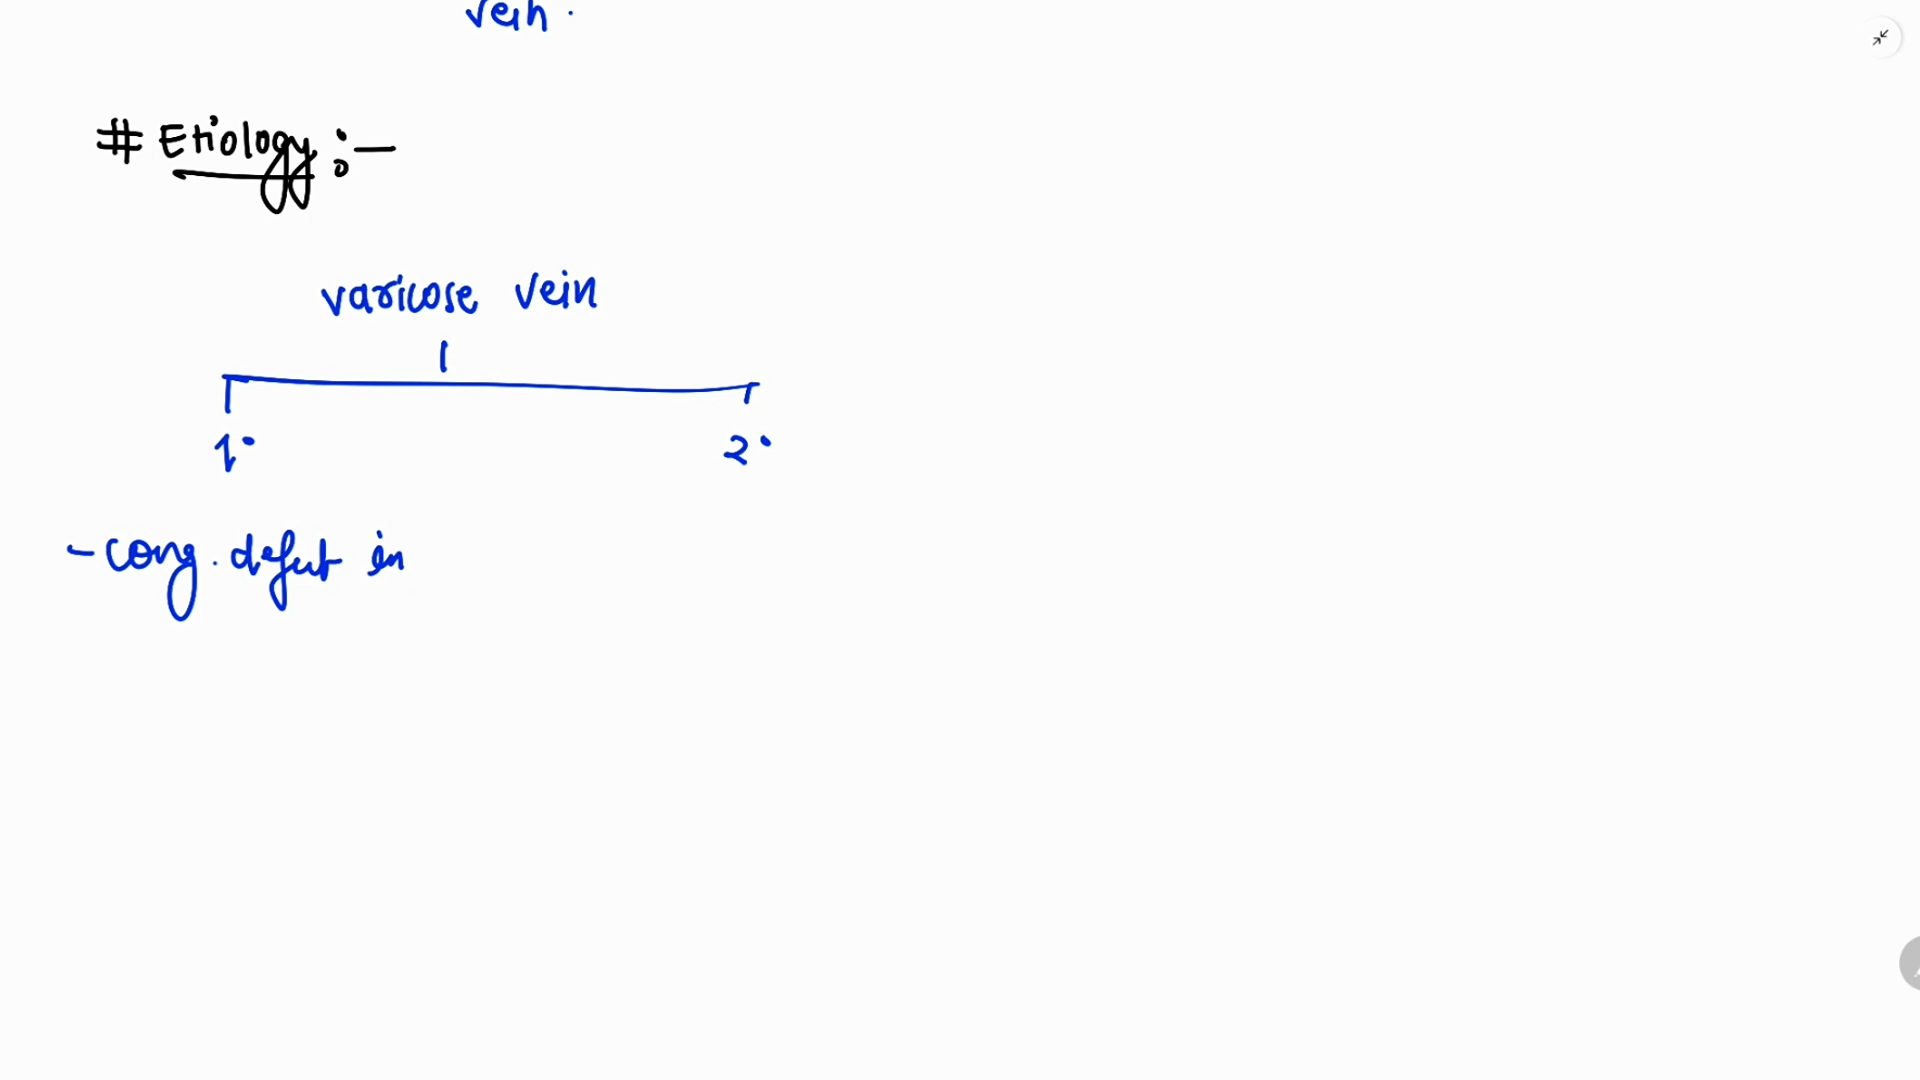 vein.
# Etiology :-
varicose vein
1° 2°
- cong. defect in